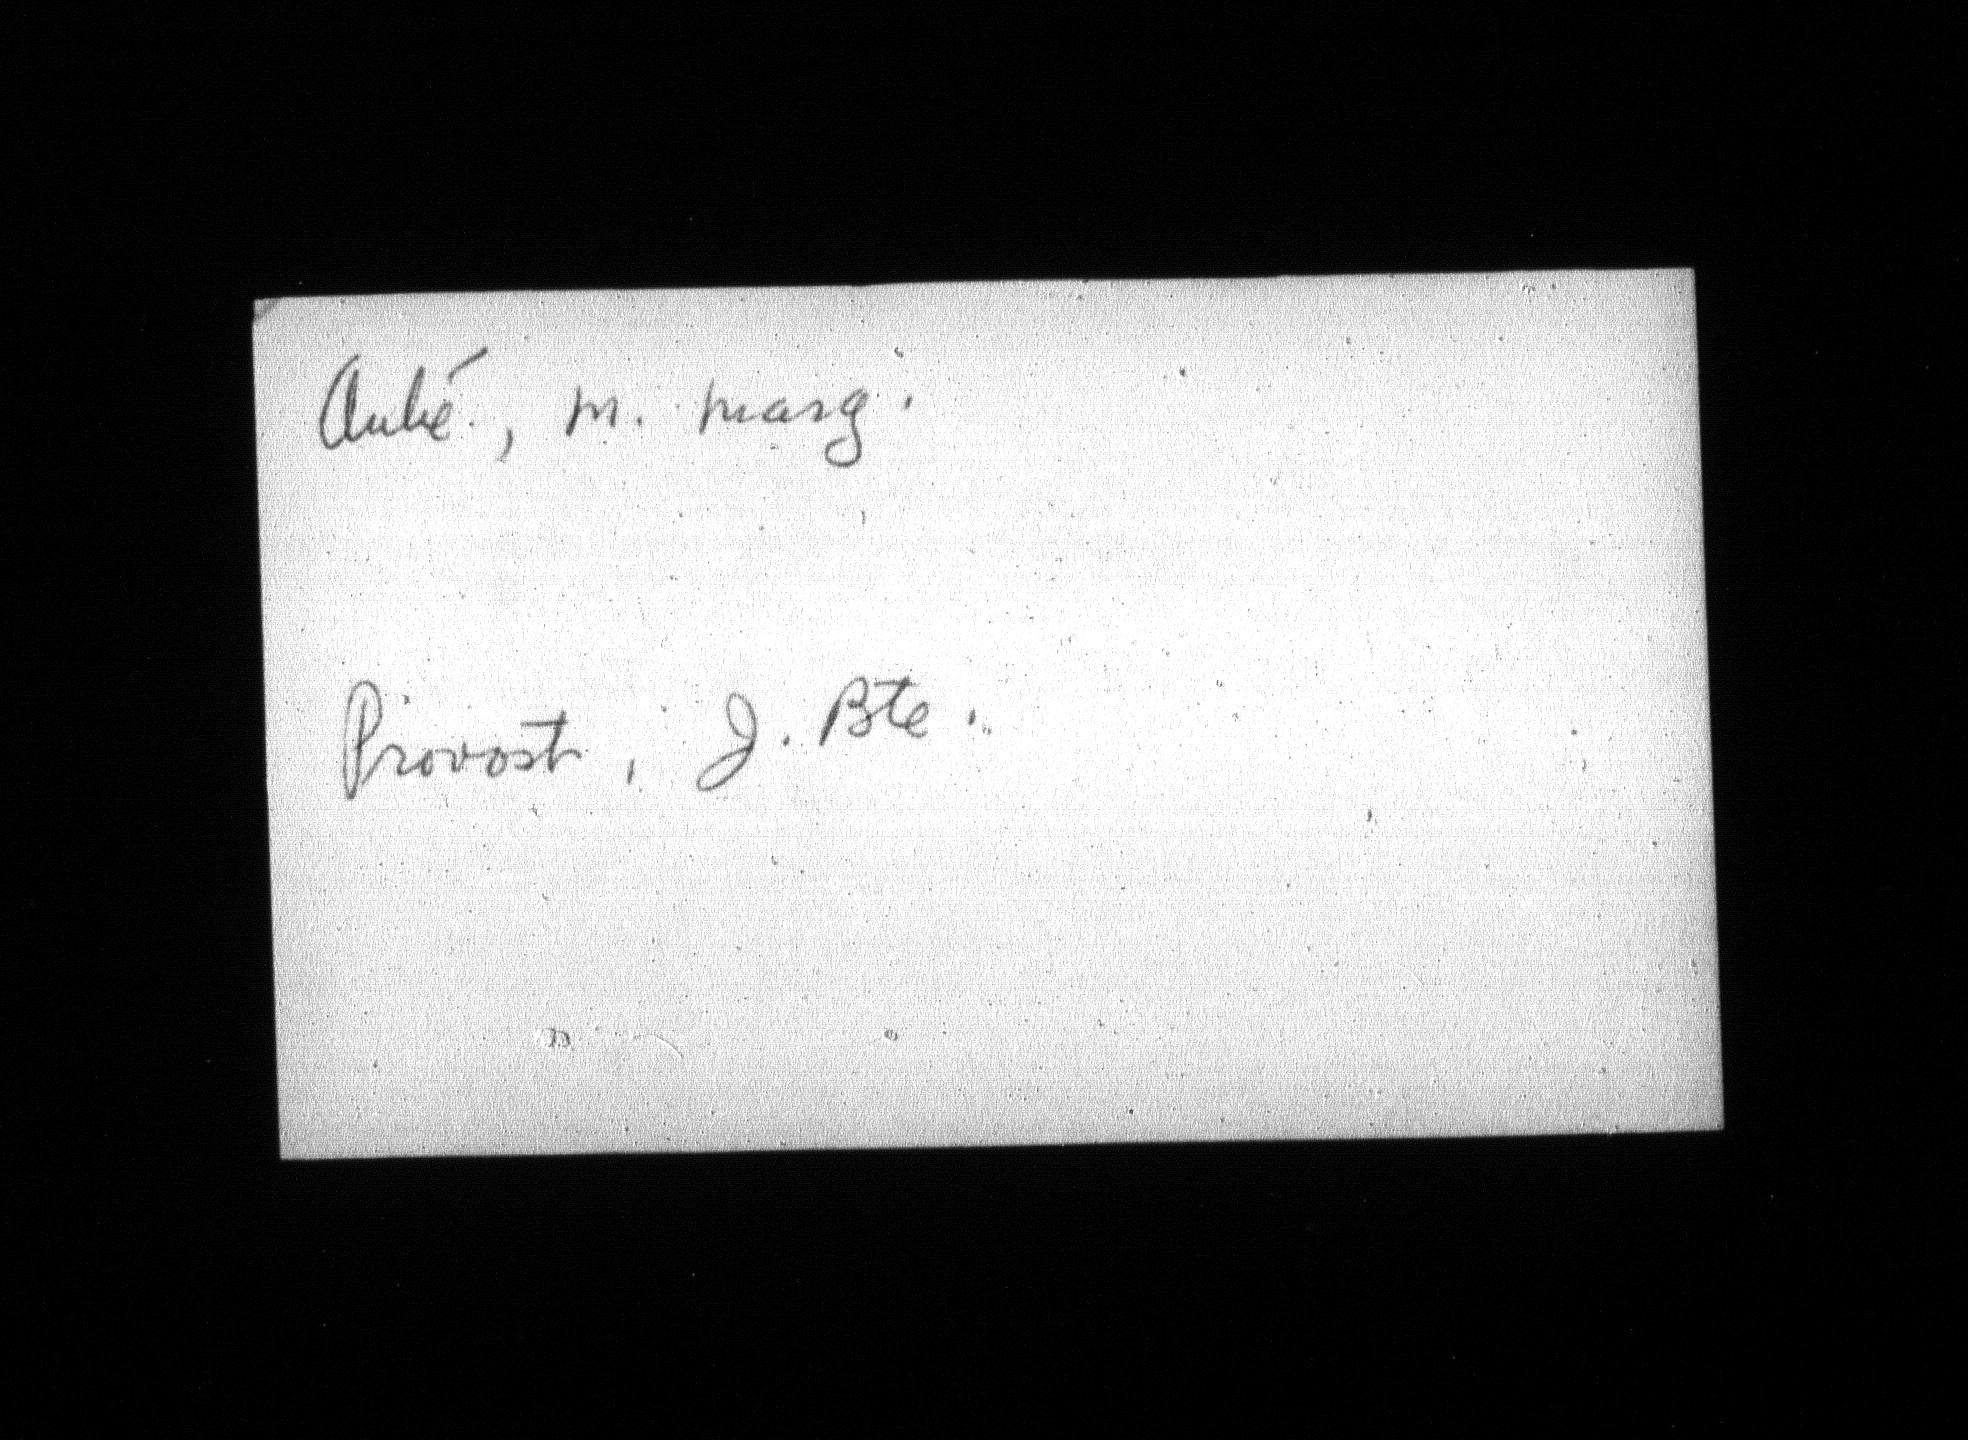 Aubé, M. Marg.
Provost, J. Bte.